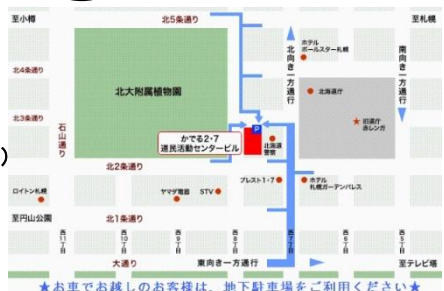 至小樽
北5条通り
至札幌
ホテル
ポールスター札幌
北向き一方通行
南向き一方通行
北4条通り
北大附属植物園
北海道庁
北3条通り
旧道庁
赤レンガ
石山通り
P
かでる2・7
道民活動センタービル
北海道
警察
北2条通り
ロイトン札幌
ヤマダ電器
STV
プレスト1・7
ホテル
札幌ガーデンパレス
至円山公園
北1条通り
西11丁目
西10丁目
西9丁目
西8丁目
西7丁目
西6丁目
西5丁目
大通り
東向き一方通行
至テレビ塔
★お車でお越しのお客様は、地下駐車場をご利用ください★